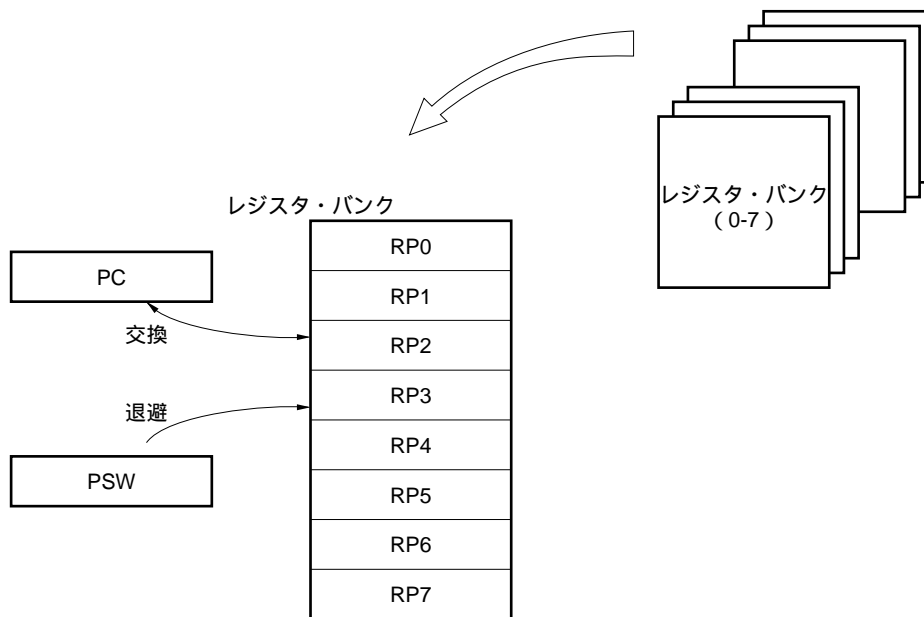 レジスタ・バンク
（0-7）
レジスタ・バンク
RP0
RP1
RP2
RP3
RP4
RP5
RP6
RP7
PC
交換
退避
PSW